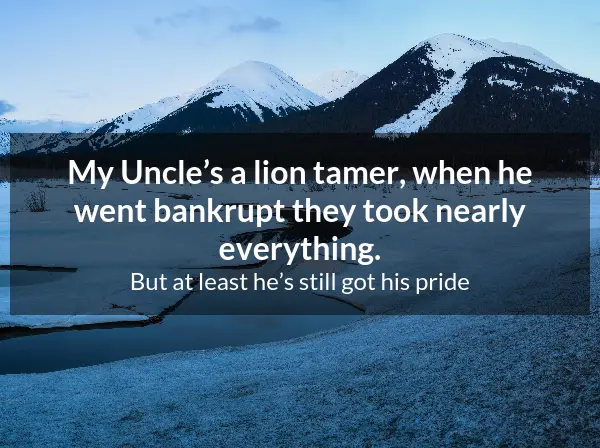 My Uncle’s a lion tamer, when he
went bankrupt they took nearly
everything.
But at least he’s still got his pride